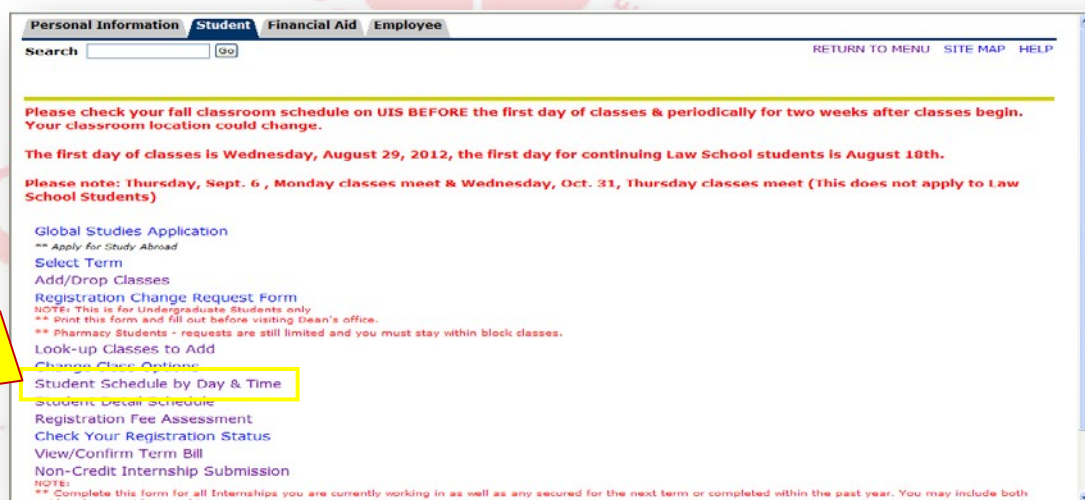 Personal Information Student Financial Aid Employee
Search Go RETURN TO MENU SITE MAP HELP
Please check your fall classroom schedule on UIS BEFORE the first day of classes & periodically for two weeks after classes begin.
Your classroom location could change.
The first day of classes is Wednesday, August 29, 2012, the first day for continuing Law School students is August 18th.
Please note: Thursday, Sept. 6 , Monday classes meet & Wednesday, Oct. 31, Thursday classes meet (This does not apply to Law
School Students)
Global Studies Application
** Apply for Study Abroad
Select Term
Add/Drop Classes
Registration Change Request Form
NOTE: This is for Undergraduate Students only
** Print this form and fill out before visiting Dean's office.
** Pharmacy Students - requests are still limited and you must stay within block classes.
Look-up Classes to Add
Change Class Options
Student Schedule by Day & Time
Student Detail Schedule
Registration Fee Assessment
Check Your Registration Status
View/Confirm Term Bill
Non-Credit Internship Submission
NOTE:
** Complete this form for all Internships you are currently working in as well as any secured for the next term or completed within the past year. You may include both